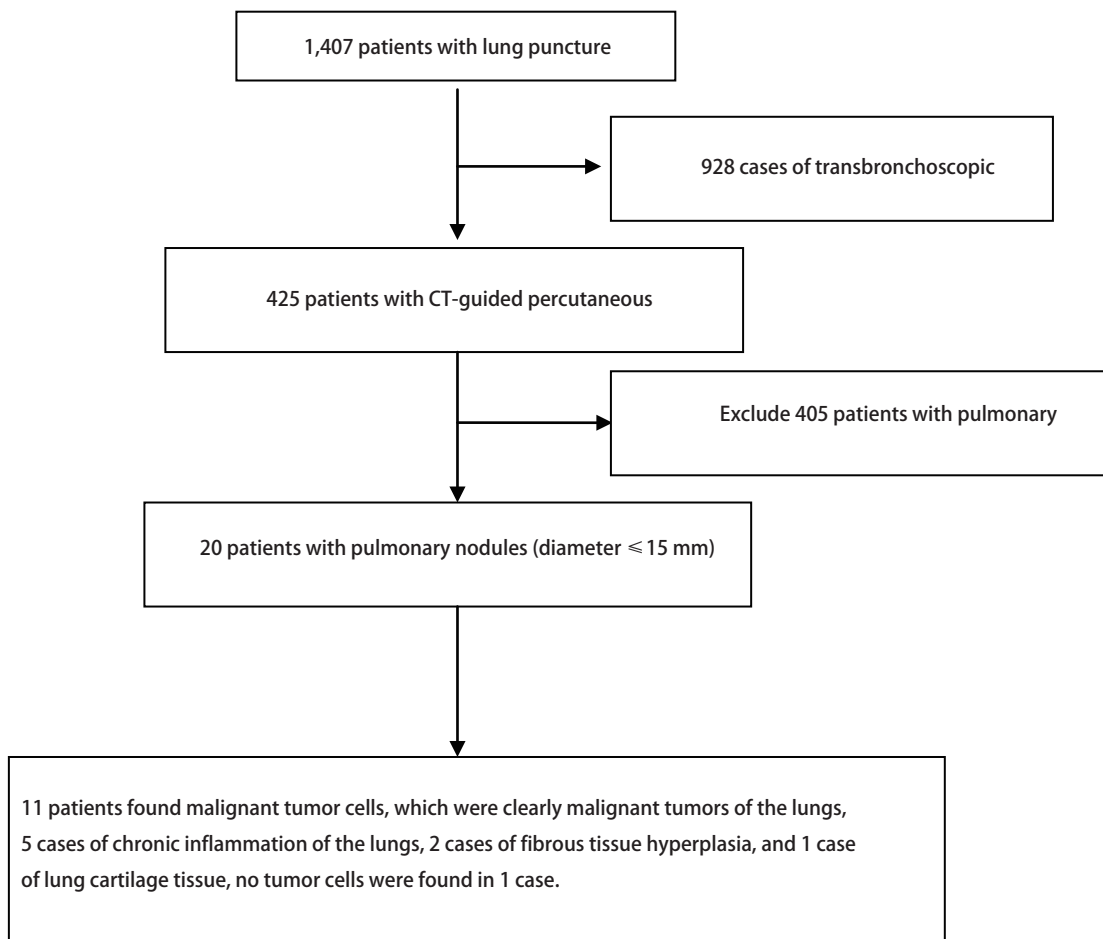 1,407 patients with lung puncture
928 cases of transbronchoscopic
425 patients with CT-guided percutaneous
Exclude 405 patients with pulmonary
20 patients with pulmonary nodules (diameter ⩽ 15 mm)
11 patients found malignant tumor cells, which were clearly malignant tumors of the lungs,
5 cases of chronic inflammation of the lungs, 2 cases of fibrous tissue hyperplasia, and 1 case
of lung cartilage tissue, no tumor cells were found in 1 case.